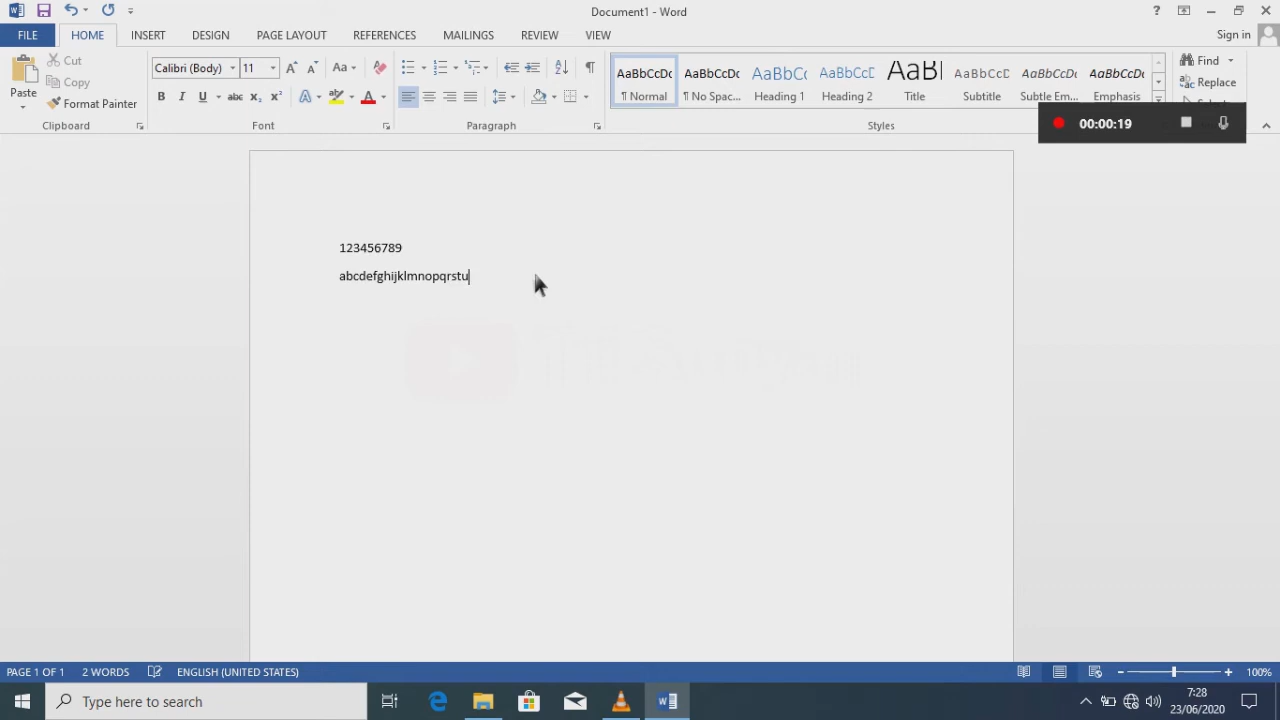 Document1 - Word
FILE
HOME
INSERT
DESIGN
PAGE LAYOUT
REFERENCES
MAILINGS
REVIEW
VIEW
Sign in
Paste
Cut
Copy
Format Painter
Clipboard
Calibri (Body)
11
Font
Paragraph
AaBbCcDc
¶ Normal
AaBbCcDc
¶ No Spac...
AaBbCc
Heading 1
AaBbCcD
Heading 2
AaBl
Title
AaBbCcD
Subtitle
AaBbCcDc
Subtle Em...
AaBbCcDc
Emphasis
Styles
Find
Replace
00:00:19
123456789
abcdefghijklmnopqrstu
PAGE 1 OF 1
2 WORDS
ENGLISH (UNITED STATES)
100%
Type here to search
7:28
23/06/2020